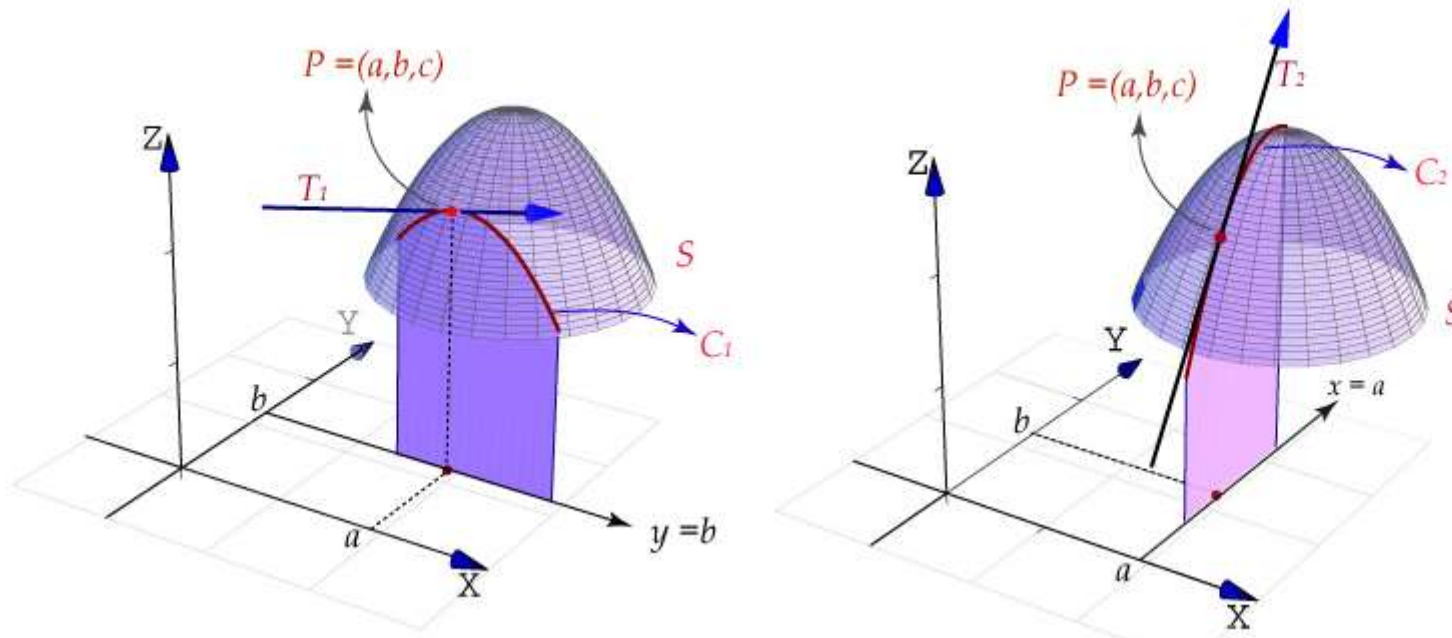 P =(a,b,c)
Z
T₁
S
C₁
Y
b
a
y =b
X
P =(a,b,c)
T₂
Z
C₂
S
Y
x = a
b
a
X